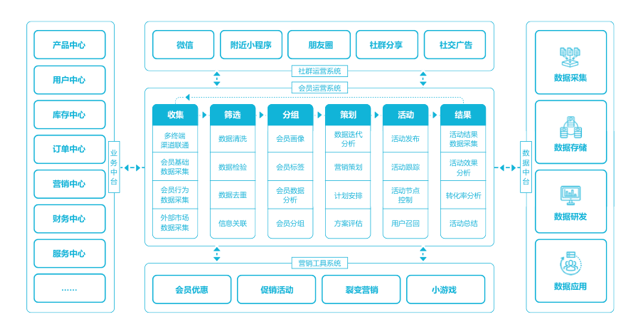 产品中心
用户中心
库存中心
订单中心
营销中心
财务中心
服务中心
......
业务中台
微信
附近小程序
朋友圈
社群分享
社交广告
社群运营系统
会员运营系统
收集
筛选
分组
策划
活动
结果
多终端
渠道联通
会员基础
数据采集
会员行为
数据采集
外部市场
数据采集
数据清洗
数据检验
数据去重
信息关联
会员画像
会员标签
会员数据
分析
会员分组
数据迭代
分析
营销策划
计划安排
方案评估
活动发布
活动跟踪
活动节点
控制
用户召回
活动结果
数据采集
活动效果
分析
转化率分析
活动总结
营销工具系统
会员优惠
促销活动
裂变营销
小游戏
数据中台
数据采集
数据存储
数据研发
数据应用